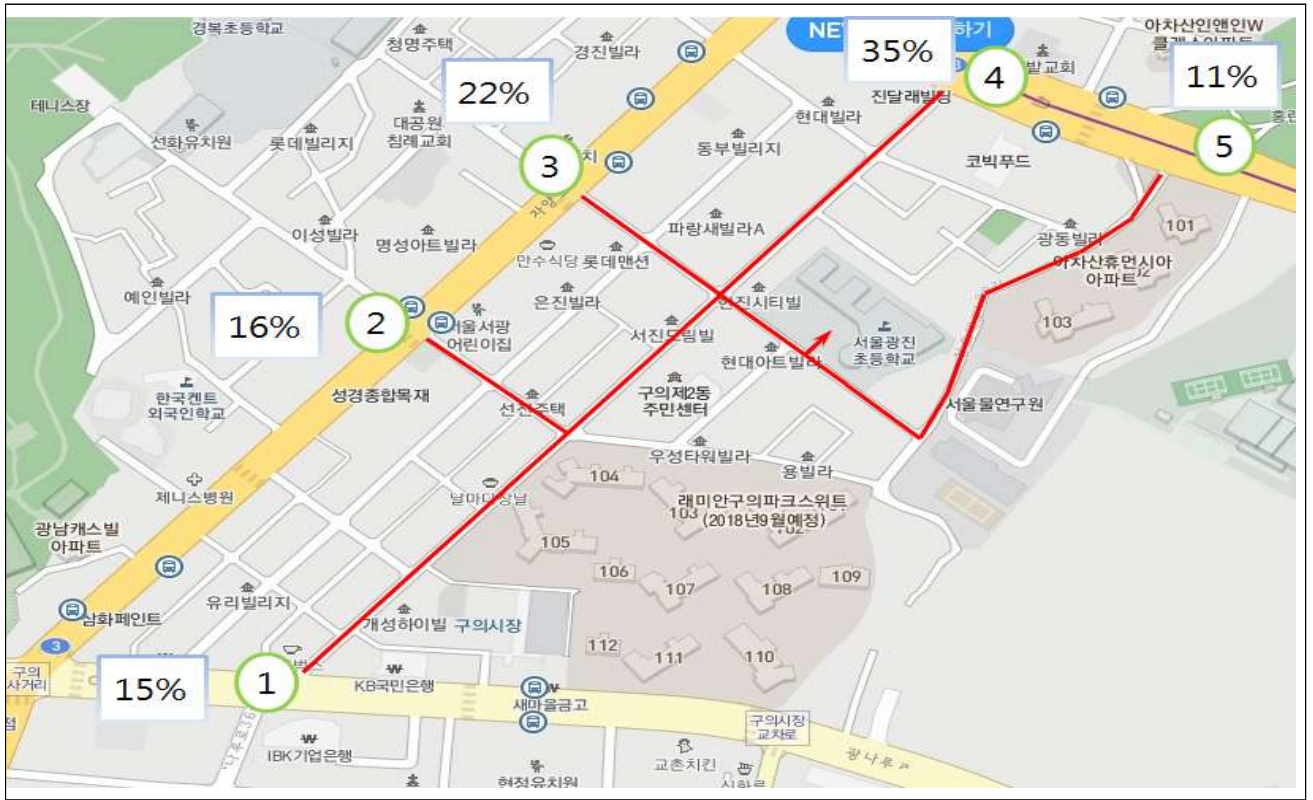 경복초등학교
청명주택
경진빌라
NE
하기
35%
4
아차산인앤인W
11%
22%
테니스장
선화유치원
롯데빌리지
대공원
침례교회
3
동부빌리지
현대빌라
진달래빌딩
코빅푸드
5
이성빌라
명성아트빌라
만수식당
롯데맨션
파랑새빌라A
광동빌라
101
아차산휴먼시아
아파트
103
예인빌라
16%
2
은진빌라
어린이집
서진드림빌
현대아트빌라
서울광진
초등학교
한국켄트
외국인학교
성경종합목재
선진주택
구의제2동
주민센터
서울물연구원
제니스병원
우성타워빌라
용빌라
광남캐스빌
아파트
104
래미안구의파크스위트
103
(2018년9월예정)
105
106
107
108
109
유리빌리지
삼화페인트
개성하이빌
구의시장
112
111
110
3
구의
사거리
15%
1
KB국민은행
새마을금고
구의시장
교차로
IBK기업은행
현정유치원
교촌치킨
광나루